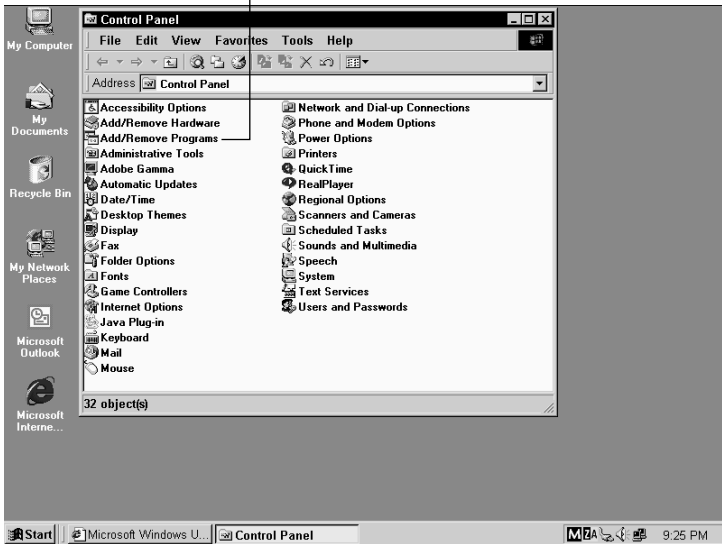 My Computer
My
Documents
Recycle Bin
My Network
Places
Microsoft
Outlook
Microsoft
Interne...
Control Panel
File Edit View Favorites Tools Help
Address Control Panel
Accessibility Options
Add/Remove Hardware
Add/Remove Programs
Administrative Tools
Adobe Gamma
Automatic Updates
Date/Time
Desktop Themes
Display
Fax
Folder Options
Fonts
Game Controllers
Internet Options
Java Plug-in
Keyboard
Mail
Mouse
Network and Dial-up Connections
Phone and Modem Options
Power Options
Printers
QuickTime
RealPlayer
Regional Options
Scanners and Cameras
Scheduled Tasks
Sounds and Multimedia
Speech
System
Text Services
Users and Passwords
32 object(s)
Start Microsoft Windows U... Control Panel 9:25 PM